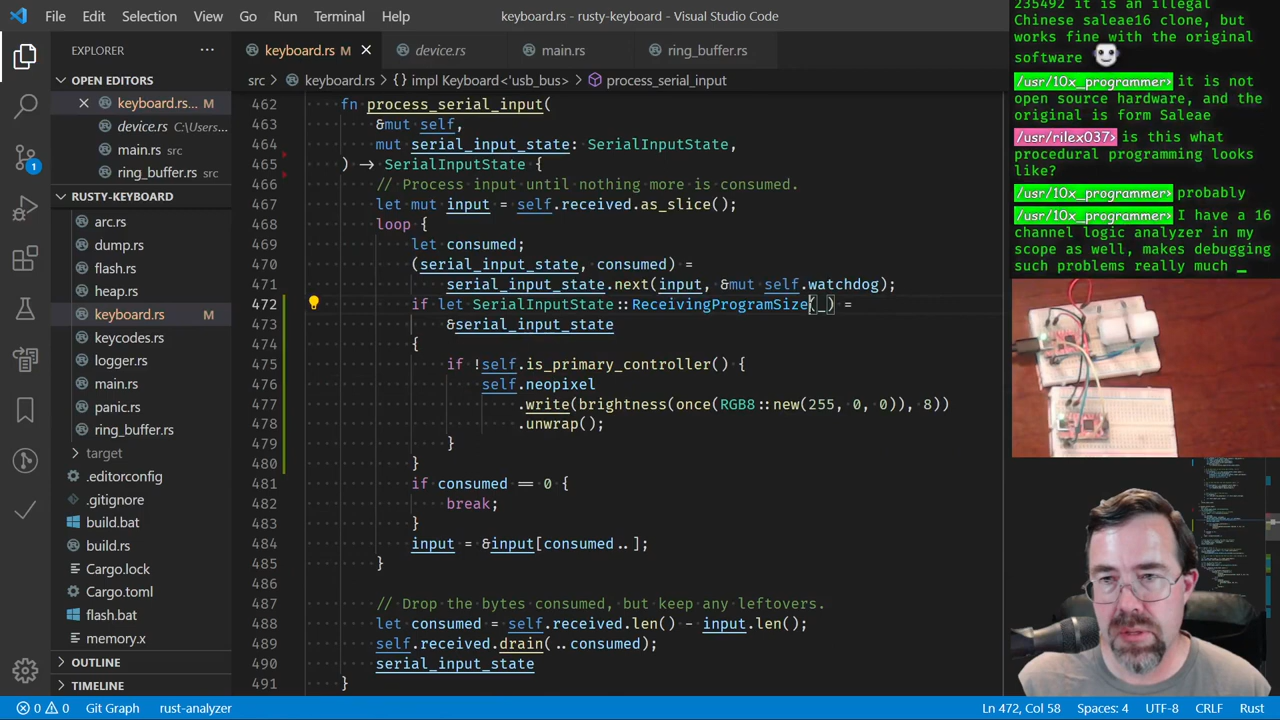 File Edit Selection View Go Run Terminal Help
keyboard.rs - rusty-keyboard - Visual Studio Code
EXPLORER
OPEN EDITORS
keyboard.rs... M
device.rs C:\Users...
main.rs src
ring_buffer.rs src
RUSTY-KEYBOARD
arc.rs
dump.rs
flash.rs
heap.rs
keyboard.rs M
keycodes.rs
logger.rs
main.rs
panic.rs
ring_buffer.rs
target
.editorconfig
.gitignore
build.bat
build.rs
Cargo.lock
Cargo.toml
flash.bat
memory.x
OUTLINE
TIMELINE
1
keyboard.rs M
device.rs
main.rs
ring_buffer.rs
src > keyboard.rs > {} impl Keyboard<'usb_bus> > process_serial_input
462 fn process_serial_input(
463 &mut self,
464 mut serial_input_state: SerialInputState,
465 ) -> SerialInputState {
466 // Process input until nothing more is consumed.
467 let mut input = self.received.as_slice();
468 loop {
469 let consumed;
470 (serial_input_state, consumed) =
471 serial_input_state.next(input, &mut self.watchdog);
472 if let SerialInputState::ReceivingProgramSize(_) =
473 &serial_input_state
474 {
475 if !self.is_primary_controller() {
476 self.neopixel
477 .write(brightness(once(RGB8::new(255, 0, 0)), 8))
478 .unwrap();
479 }
480 }
481 if consumed == 0 {
482 break;
483 }
484 input = &input[consumed..];
485 }
486
487 // Drop the bytes consumed, but keep any leftovers.
488 let consumed = self.received.len() - input.len();
489 self.received.drain(..consumed);
490 serial_input_state
491 }
235492 it is an illegal
Chinese saleae16 clone, but
works fine with the original
software
/usr/10x_programmer> it is not
open source hardware, and the
original is form Saleae
/usr/rilex037> is this what
procedural programming looks
like?
/usr/10x_programmer> probably
/usr/10x_programmer> I have a 16
channel logic analyzer in my
scope as well, makes debugging
such problems really much _
0 0 Git Graph rust-analyzer
Ln 472, Col 58 Spaces: 4 UTF-8 CRLF Rust